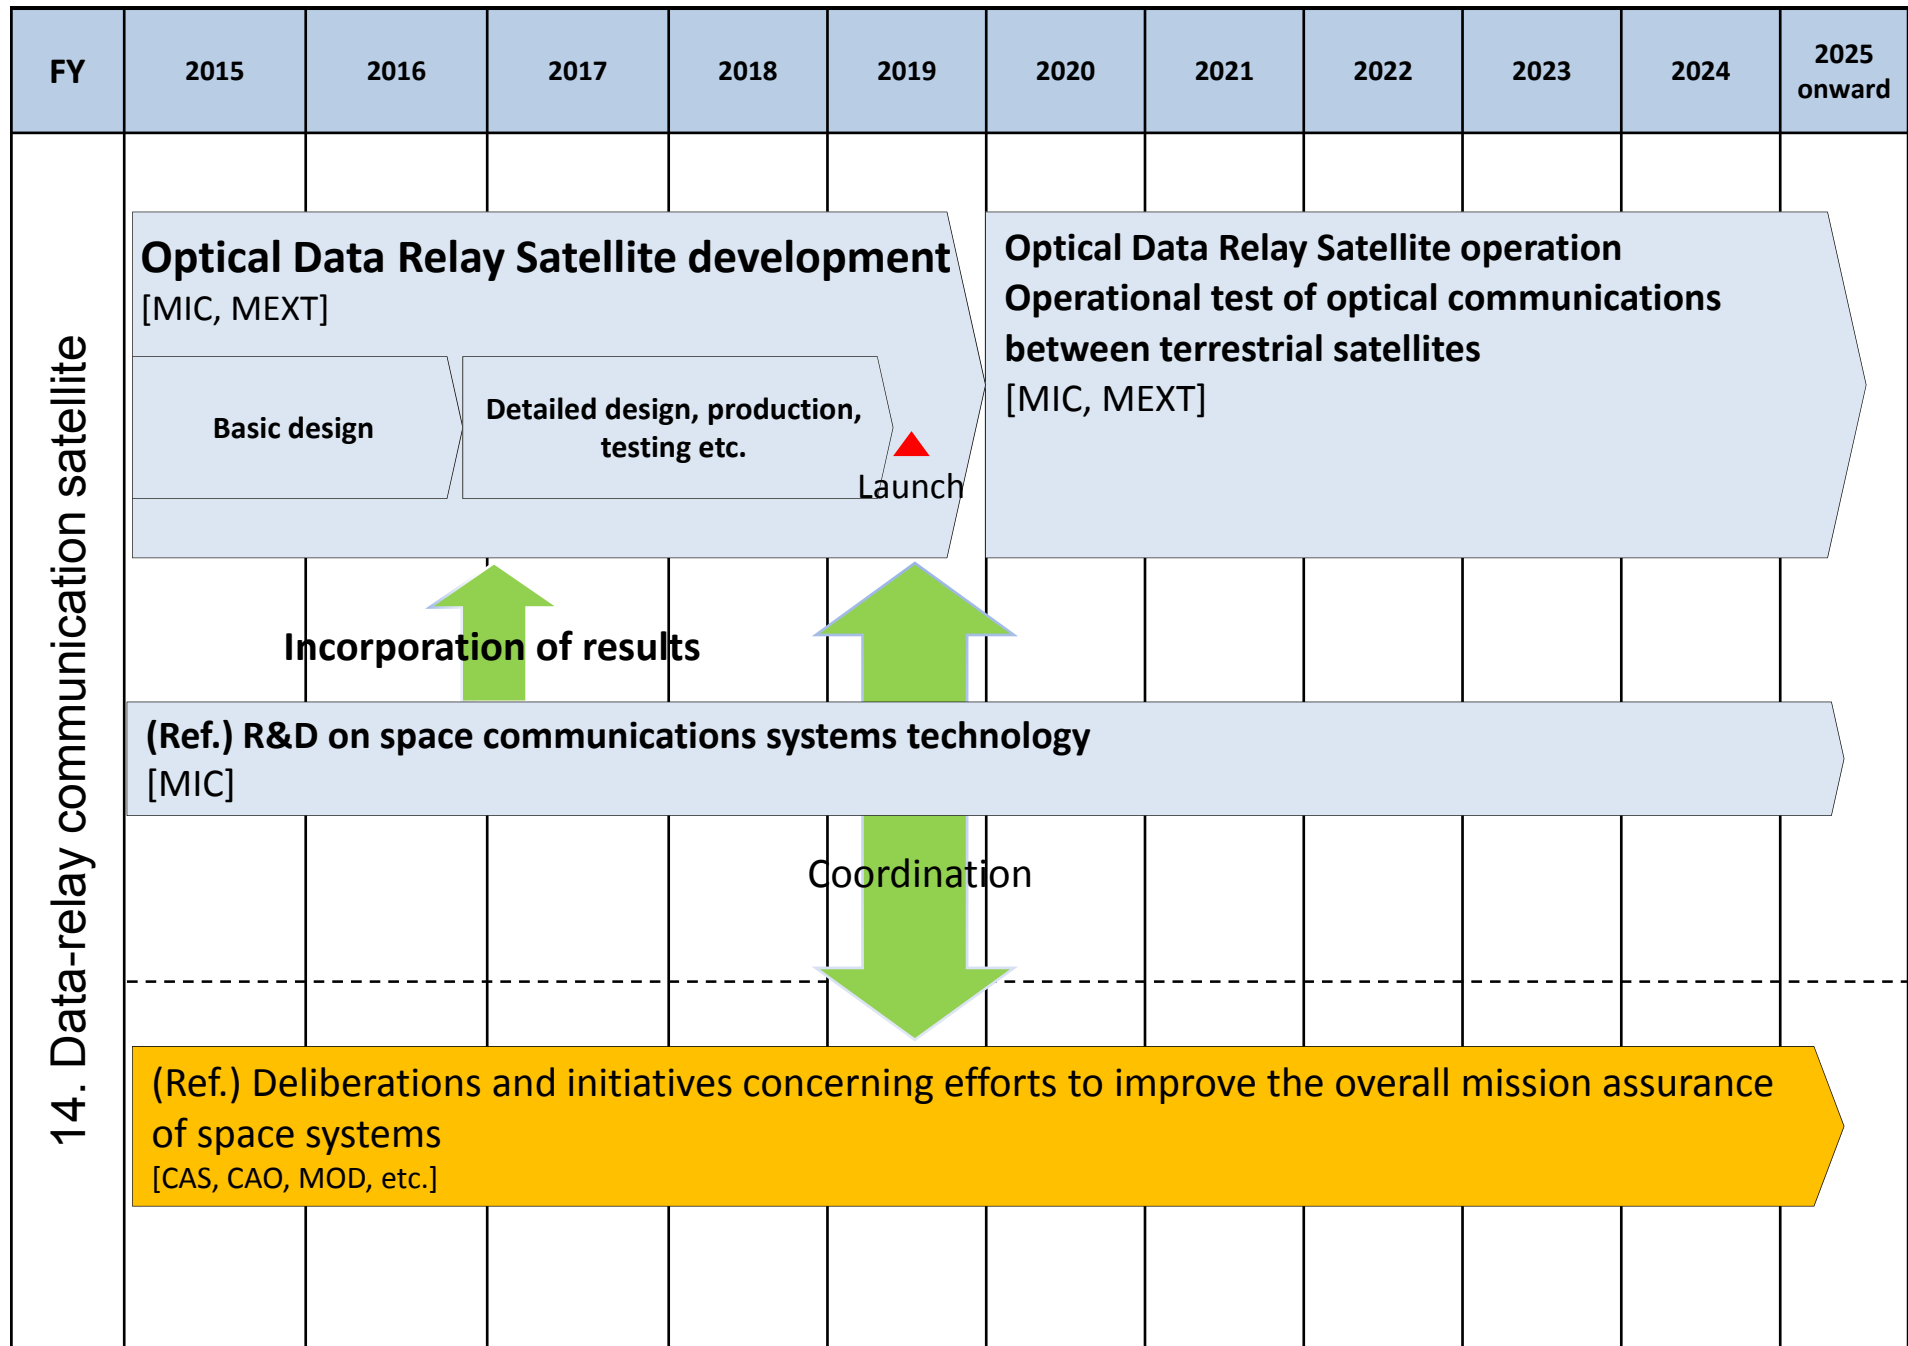 FY
2015
2016
2017
2018
2019
2020
2021
2022
2023
2024
2025
onward
14. Data-relay communication satellite
Optical Data Relay Satellite development
[MIC, MEXT]
Basic design
Detailed design, production,
testing etc.
Launch
Optical Data Relay Satellite operation
Operational test of optical communications
between terrestrial satellites
[MIC, MEXT]
Incorporation of results
(Ref.) R&D on space communications systems technology
[MIC]
Coordination
(Ref.) Deliberations and initiatives concerning efforts to improve the overall mission assurance
of space systems
[CAS, CAO, MOD, etc.]